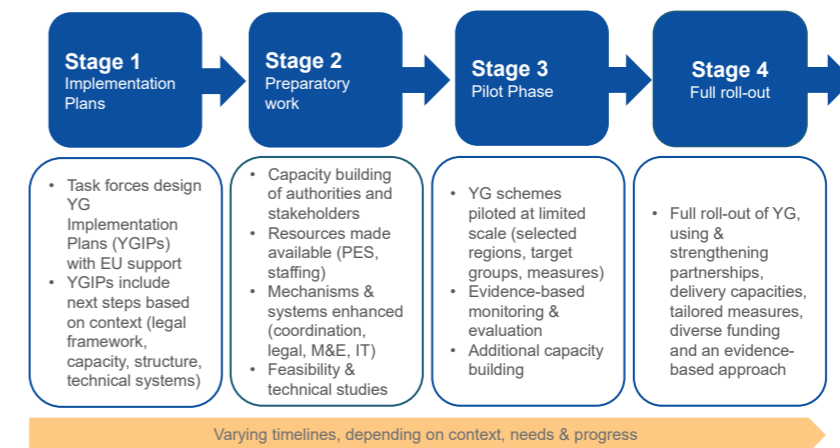 Stage 1
Implementation
Plans
Stage 2
Preparatory
work
Stage 3
Pilot Phase
Stage 4
Full roll-out
• Task forces design
YG
Implementation
Plans (YGIPs)
with EU support
• YGIPs include
next steps based
on context (legal
framework,
capacity, structure,
technical systems)
• Capacity building
of authorities and
stakeholders
• Resources made
available (PES,
staffing)
• Mechanisms &
systems enhanced
(coordination,
legal, M&E, IT)
• Feasibility &
technical studies
• YG schemes
piloted at limited
scale (selected
regions, target
groups, measures)
• Evidence-based
monitoring &
evaluation
• Additional capacity
building
• Full roll-out of YG,
using &
strengthening
partnerships,
delivery capacities,
tailored measures,
diverse funding
and an evidence-
based approach
Varying timelines, depending on context, needs & progress